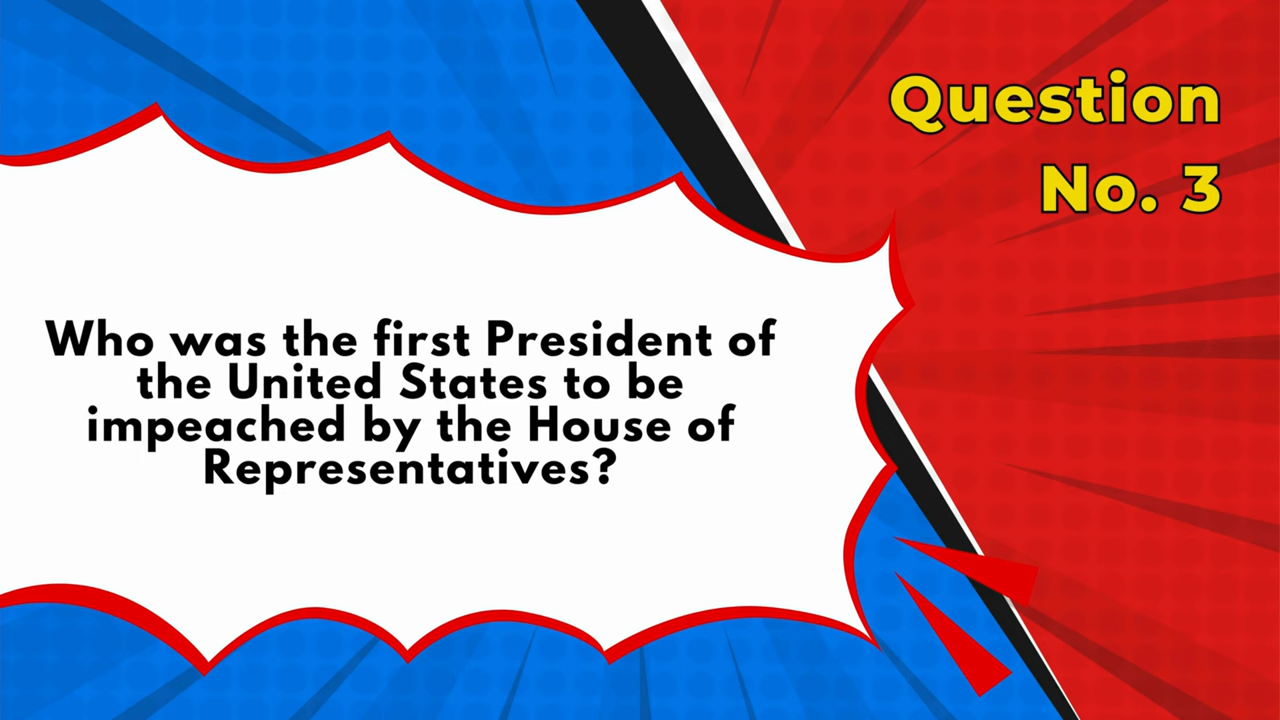 Question
No. 3
Who was the first President of
the United States to be
impeached by the House of
Representatives?